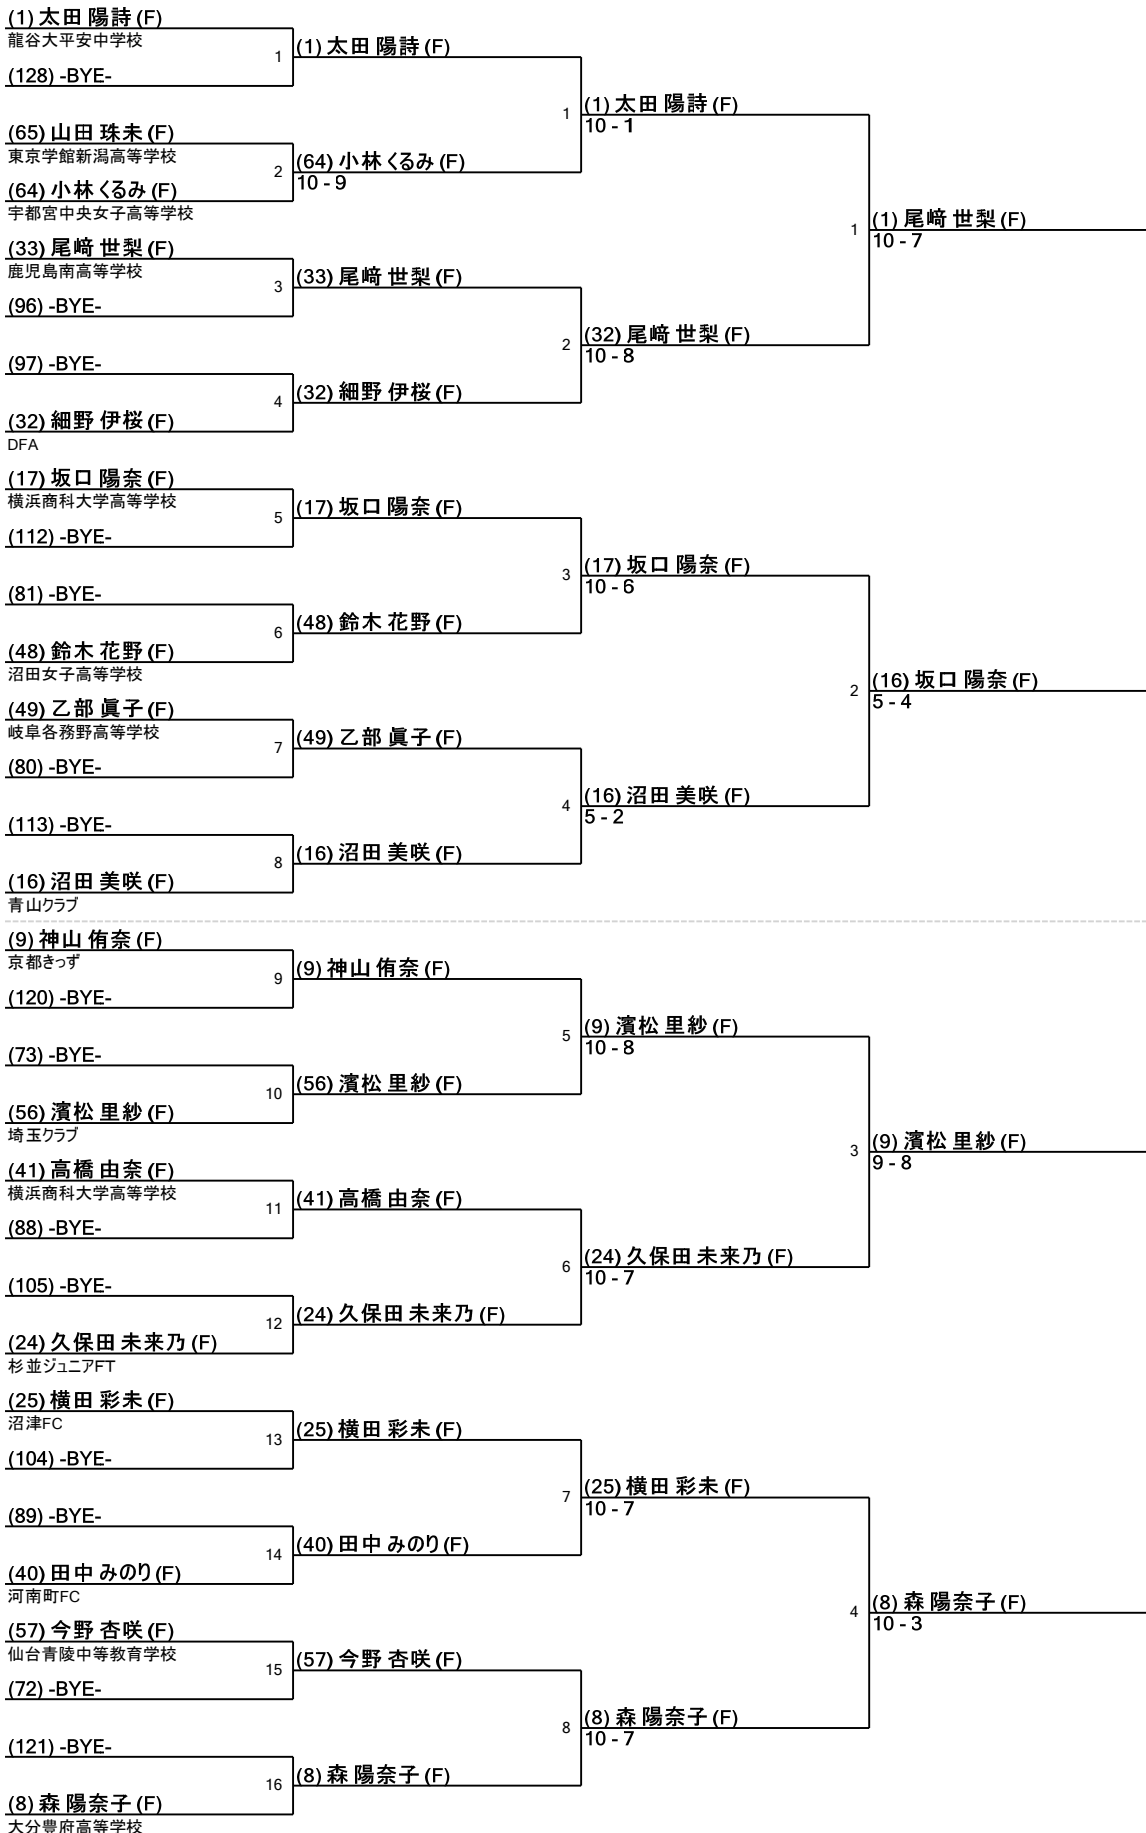 (1) 太田 陽詩 (F)
龍谷大平安中学校
1
(128) -BYE-
(1) 太田 陽詩 (F)
(65) 山田 珠未 (F)
東京学館新潟高等学校
2
(64) 小林 くるみ (F)
宇都宮中央女子高等学校
(64) 小林 くるみ (F)
10 - 9
1
(1) 太田 陽詩 (F)
10 - 1
(33) 尾﨑 世梨 (F)
鹿児島南高等学校
3
(96) -BYE-
(33) 尾﨑 世梨 (F)
(97) -BYE-
4
(32) 細野 伊桜 (F)
DFA
(32) 細野 伊桜 (F)
2
(32) 尾﨑 世梨 (F)
10 - 8
1
(1) 尾﨑 世梨 (F)
10 - 7
(17) 坂口 陽奈 (F)
横浜商科大学高等学校
5
(112) -BYE-
(17) 坂口 陽奈 (F)
(81) -BYE-
6
(48) 鈴木 花野 (F)
沼田女子高等学校
(48) 鈴木 花野 (F)
3
(17) 坂口 陽奈 (F)
10 - 6
(49) 乙部 眞子 (F)
岐阜各務野高等学校
7
(80) -BYE-
(49) 乙部 眞子 (F)
(113) -BYE-
8
(16) 沼田 美咲 (F)
青山クラブ
(16) 沼田 美咲 (F)
4
(16) 沼田 美咲 (F)
5 - 2
2
(16) 坂口 陽奈 (F)
5 - 4
(9) 神山 侑奈 (F)
京都きっず
9
(120) -BYE-
(9) 神山 侑奈 (F)
(73) -BYE-
10
(56) 濱松 里紗 (F)
埼玉クラブ
(56) 濱松 里紗 (F)
5
(9) 濱松 里紗 (F)
10 - 8
(41) 高橋 由奈 (F)
横浜商科大学高等学校
11
(88) -BYE-
(41) 高橋 由奈 (F)
(105) -BYE-
12
(24) 久保田 未来乃 (F)
杉並ジュニアFT
(24) 久保田 未来乃 (F)
6
(24) 久保田 未来乃 (F)
10 - 7
3
(9) 濱松 里紗 (F)
9 - 8
(25) 横田 彩未 (F)
沼津FC
13
(104) -BYE-
(25) 横田 彩未 (F)
(89) -BYE-
14
(40) 田中 みのり (F)
河南町FC
(40) 田中 みのり (F)
7
(25) 横田 彩未 (F)
10 - 7
(57) 今野 杏咲 (F)
仙台青陵中等教育学校
15
(72) -BYE-
(57) 今野 杏咲 (F)
(121) -BYE-
16
(8) 森 陽奈子 (F)
大分豊府高等学校
(8) 森 陽奈子 (F)
8
(8) 森 陽奈子 (F)
10 - 7
4
(8) 森 陽奈子 (F)
10 - 3